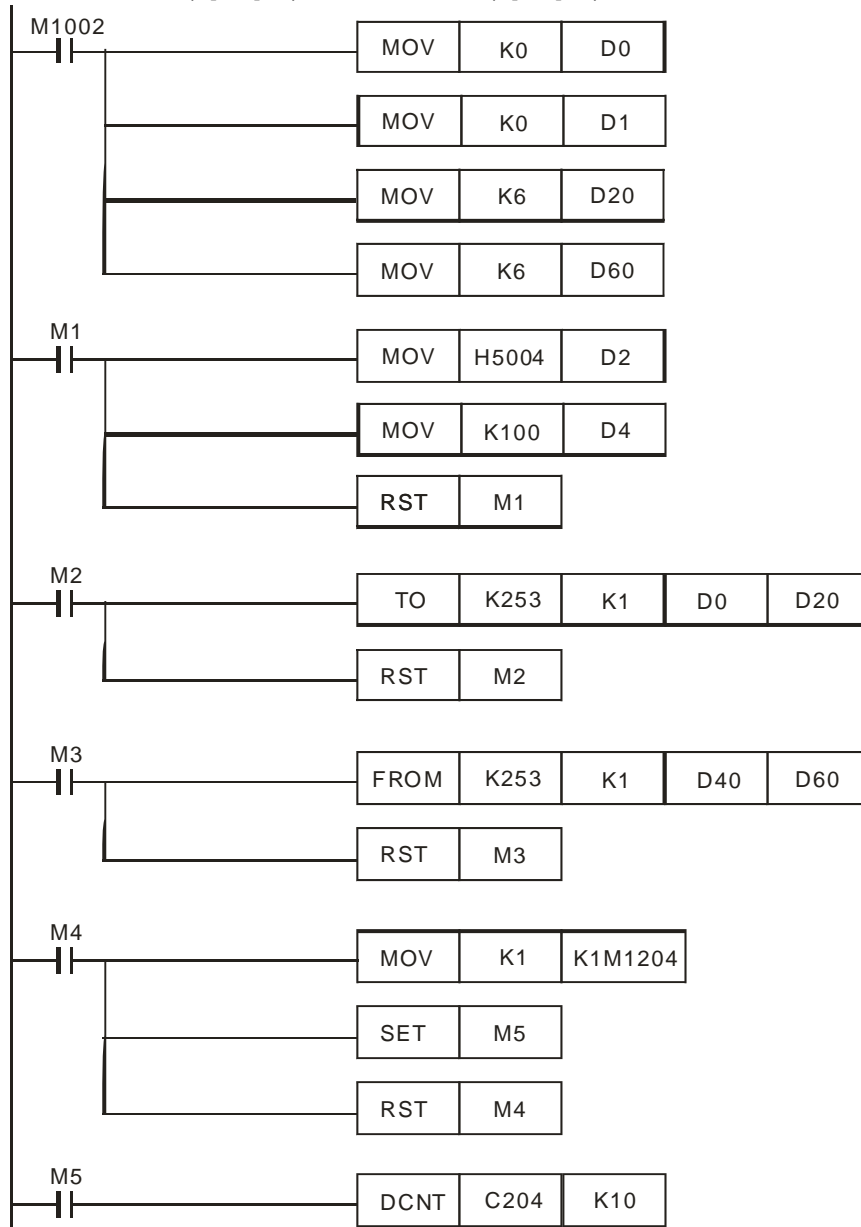 M1002
MOV K0 D0
MOV K0 D1
MOV K6 D20
MOV K6 D60
M1
MOV H5004 D2
MOV K100 D4
RST M1
M2
TO K253 K1 D0 D20
RST M2
M3
FROM K253 K1 D40 D60
RST M3
M4
MOV K1 K1M1204
SET M5
RST M4
M5
DCNT C204 K10